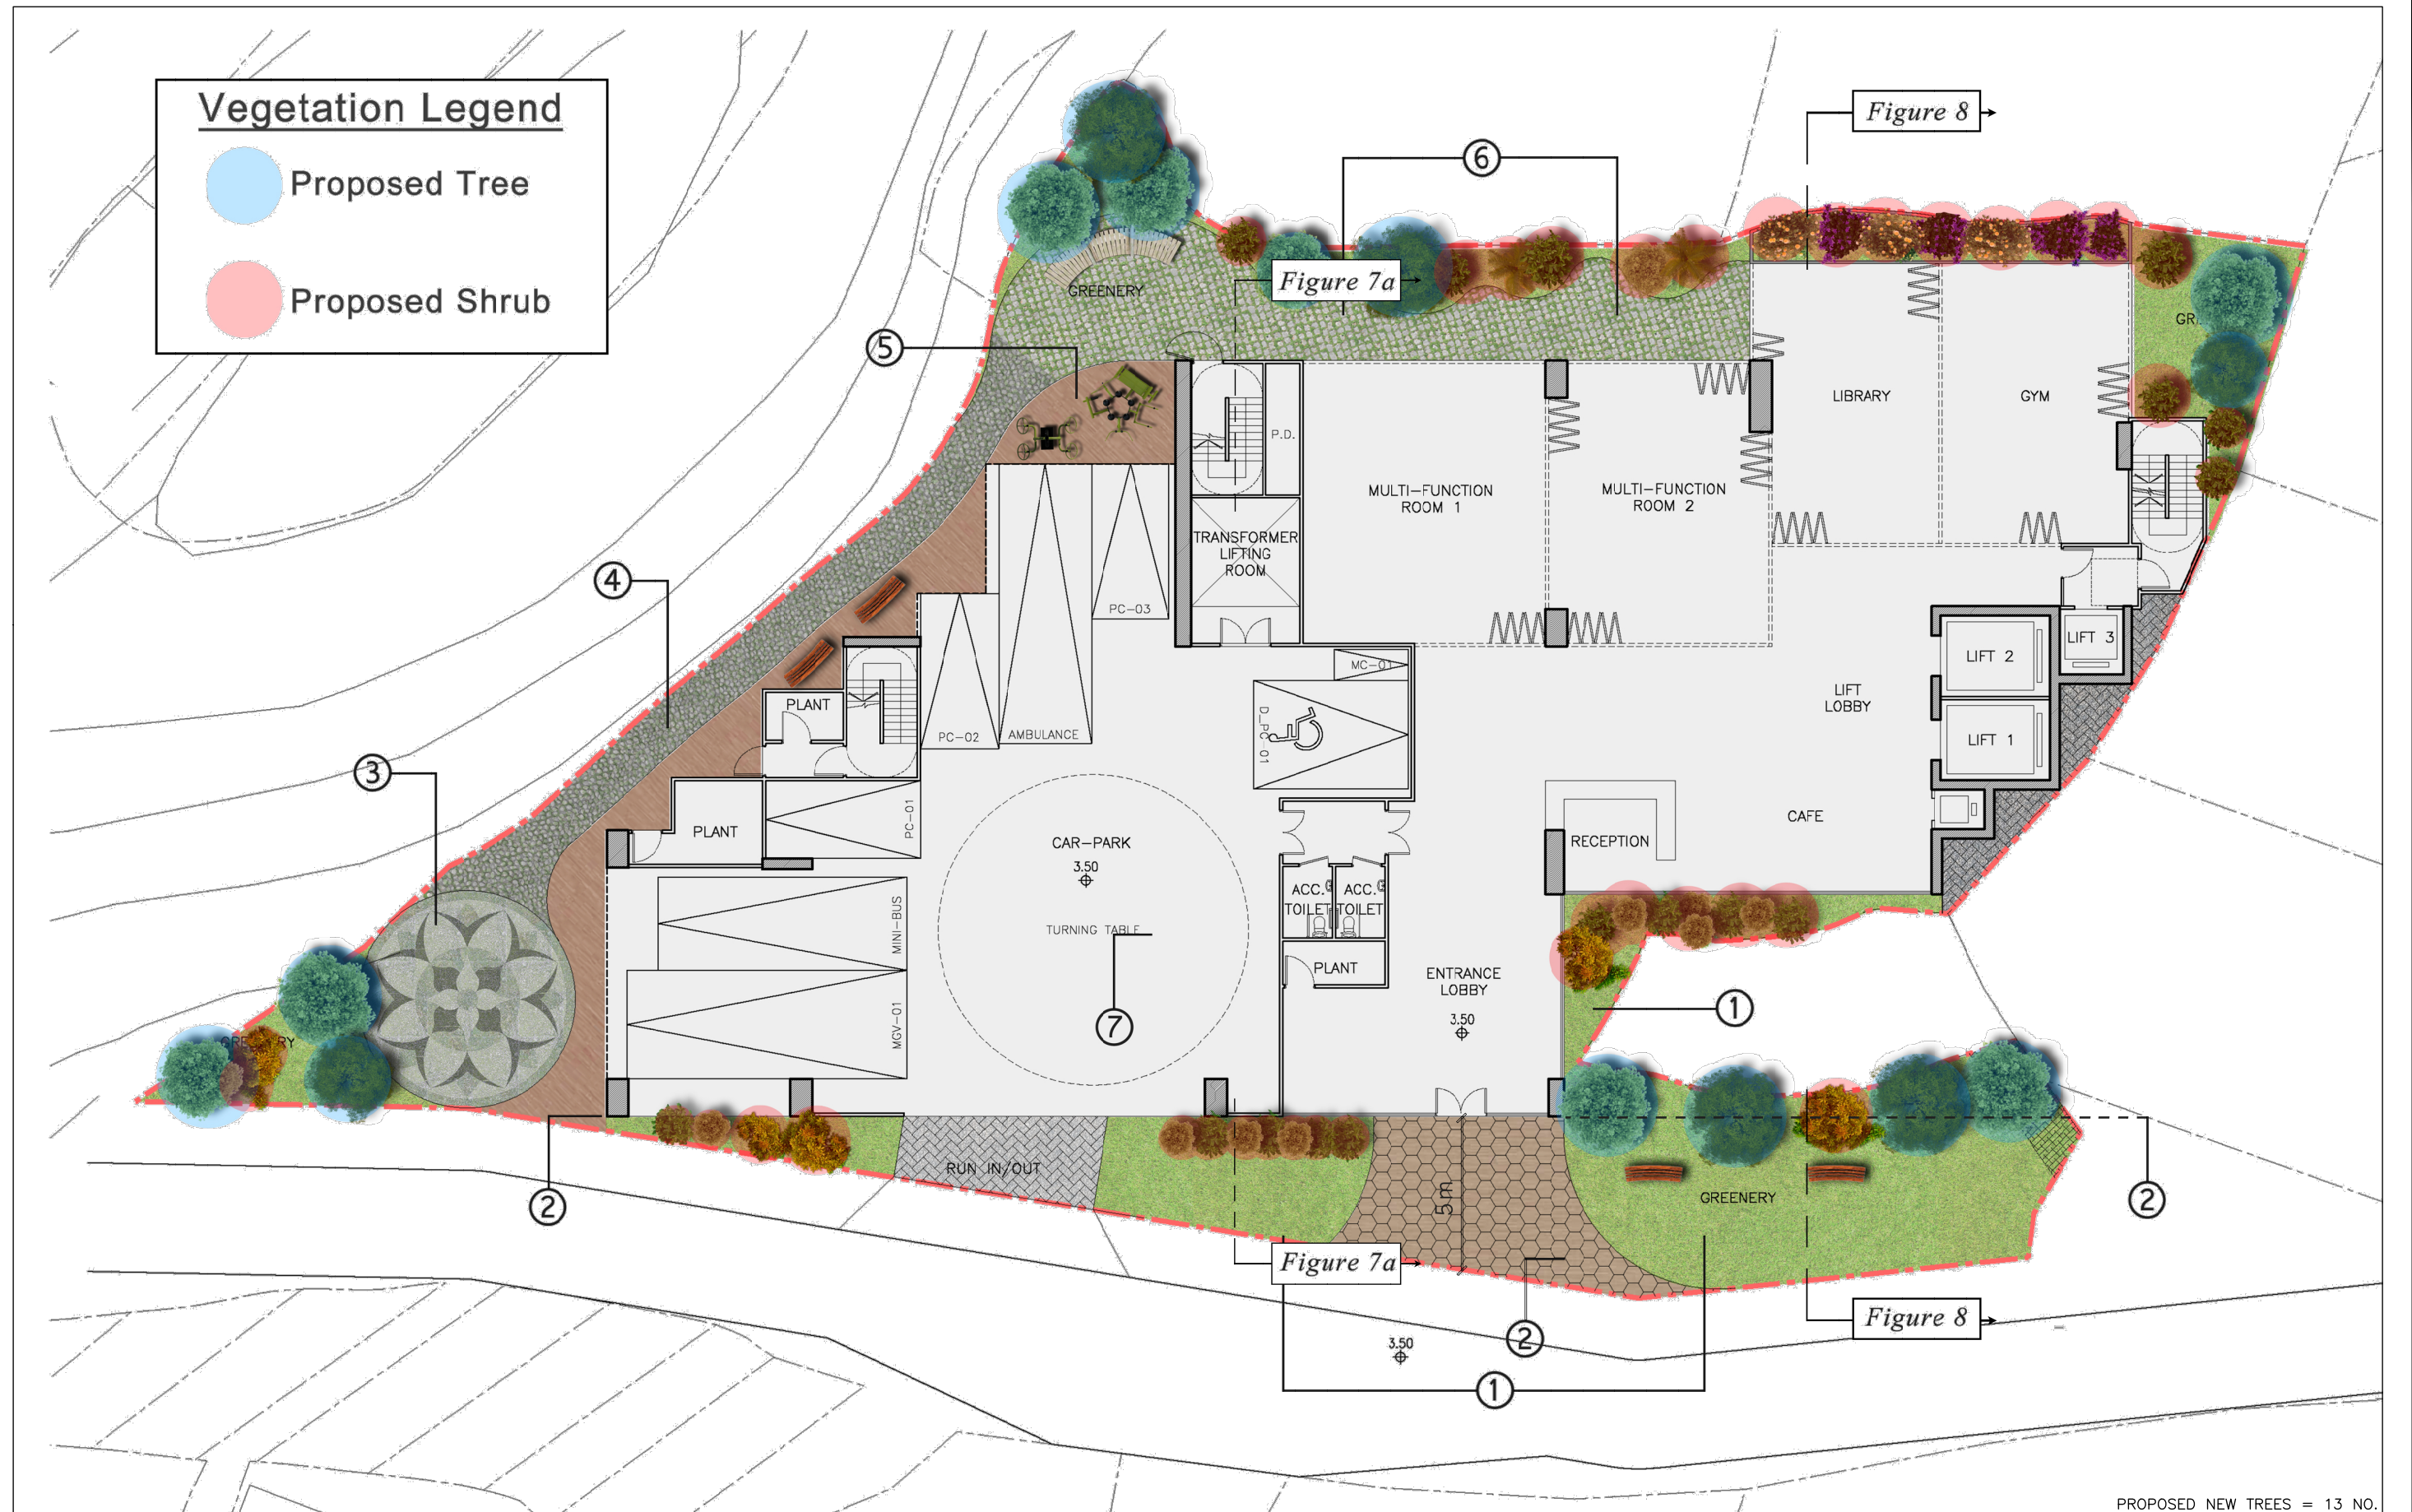 Vegetation Legend
Proposed Tree
Proposed Shrub
Figure 8
6
Figure 7a
GREENERY
5
P.D.
LIBRARY
GYM
MULTI-FUNCTION
ROOM 1
MULTI-FUNCTION
ROOM 2
TRANSFORMER
LIFTING
ROOM
4
PC-03
MC-01
LIFT 3
LIFT 2
LIFT
LOBBY
LIFT 1
PLANT
PC-02
AMBULANCE
D_PC-01
3
PLANT
PC-01
CAR-PARK
3.50
RECEPTION
CAFE
ACC.
TOILET
ACC.
TOILET
MINI-BUS
TURNING TABLE
PLANT
ENTRANCE
LOBBY
3.50
1
7
MGV-01
RUN IN/OUT
5m
GREENERY
2
2
Figure 7a
2
Figure 8
3.50
1
PROPOSED NEW TREES = 13 NO.